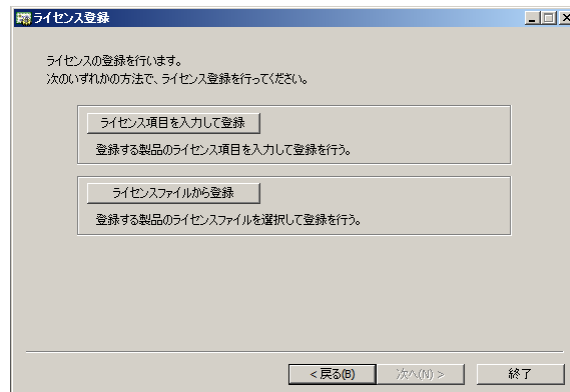 ライセンス登録
ライセンスの登録を行います。
次のいずれかの方法で、ライセンス登録を行ってください。
ライセンス項目を入力して登録
登録する製品のライセンス項目を入力して登録を行う。
ライセンスファイルから登録
登録する製品のライセンスファイルを選択して登録を行う。
< 戻る(B) 次へ(N) > 終了